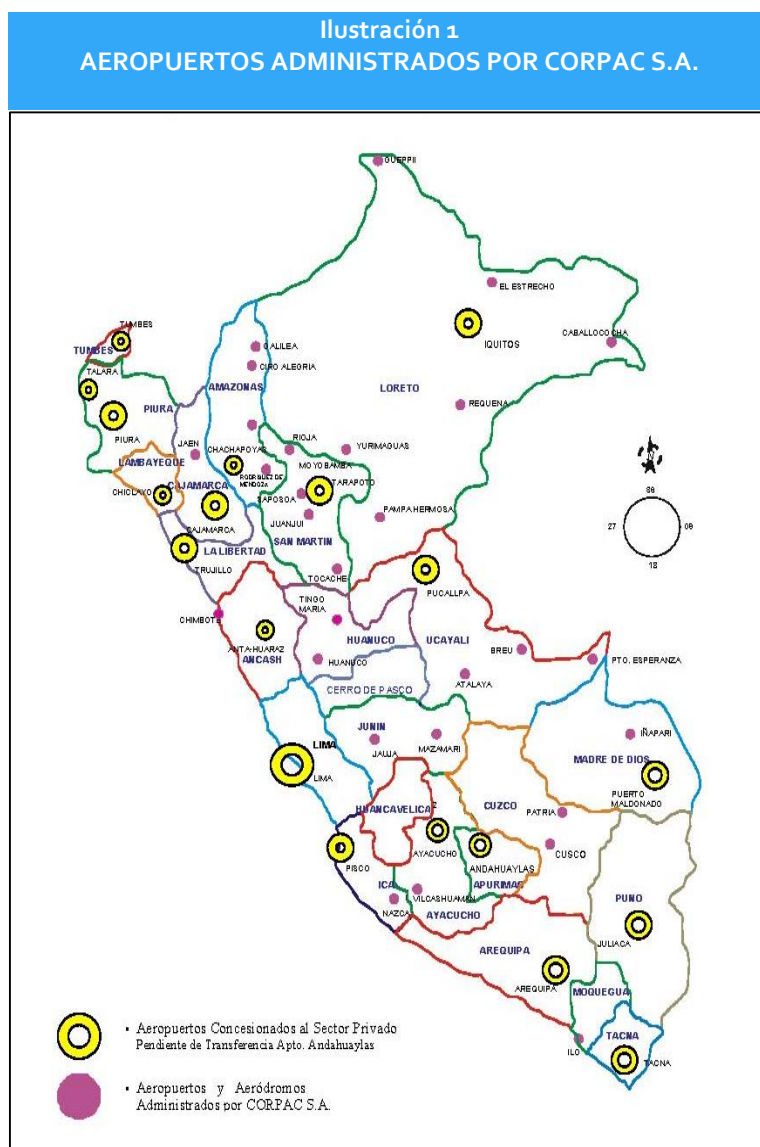 Ilustración 1
AEROPUERTOS ADMINISTRADOS POR CORPAC S.A.
GUEPPII
EL ESTRECHO
TUMBES
TUMBES
IQUITOS
CABALLOCOCHA
GALILEA
CIRO ALEGRIA
TALARA
AMAZONAS
LORETO
PIURA
REQUENA
PIURA
RIOJA
JAEN
CHACHAPOYAS
MOYOBAMBA
YURIMAGUAS
LAMBAYEQUE
RODRIGUEZ DE
MENDOZA
TARAPOTO
CAJAMARCA
CHICLAYO
SAPOSOA
CAJAMARCA
JUANJUI
PAMPA HERMOSA
27
09
18
SAN MARTIN
LA LIBERTAD
TRUJILLO
TOCACHE
PUCALLPA
TINGO
MARIA
CHIMBOTE
HUANUCO
UCAYALI
ANTA-HUARAZ
ANCASH
HUANUCO
BREU
PTO. ESPERANZA
ATALAYA
CERRO DE PASCO
JUNIN
LIMA
JAUJA
MAZAMARI
IÑAPARI
MADRE DE DIOS
LIMA
PUERTO
MALDONADO
HUANCAVELICA
CUZCO
PATRIA
AYACUCHO
PISCO
ANDAHUAYLAS
CUSCO
ICA
APURIMAC
VILCASHUAMAN
NAZCA
AYACUCHO
PUNO
AREQUIPA
JULIACA
AREQUIPA
MOQUEGUA
TACNA
ILO
TACNA
• Aeropuertos Concesionados al Sector Privado
Pendiente de Transferencia Apto. Andahuaylas
• Aeropuertos y Aeródromos
Administrados por CORPAC S.A.